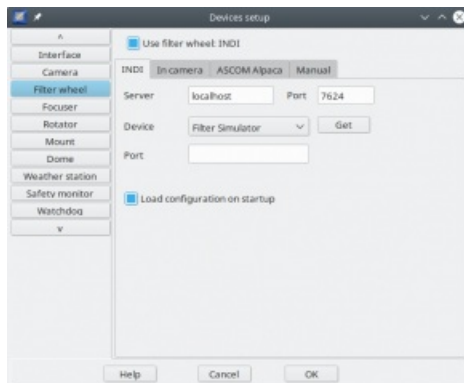 Devices setup
^
Interface
Camera
Filter wheel
Focuser
Rotator
Mount
Dome
Weather station
Safety monitor
Watchdog
v
Use filter wheel: INDI
INDI In camera ASCOM Alpaca Manual
Server localhost Port 7624
Device Filter Simulator Get
Port
Load configuration on startup
Help Cancel OK